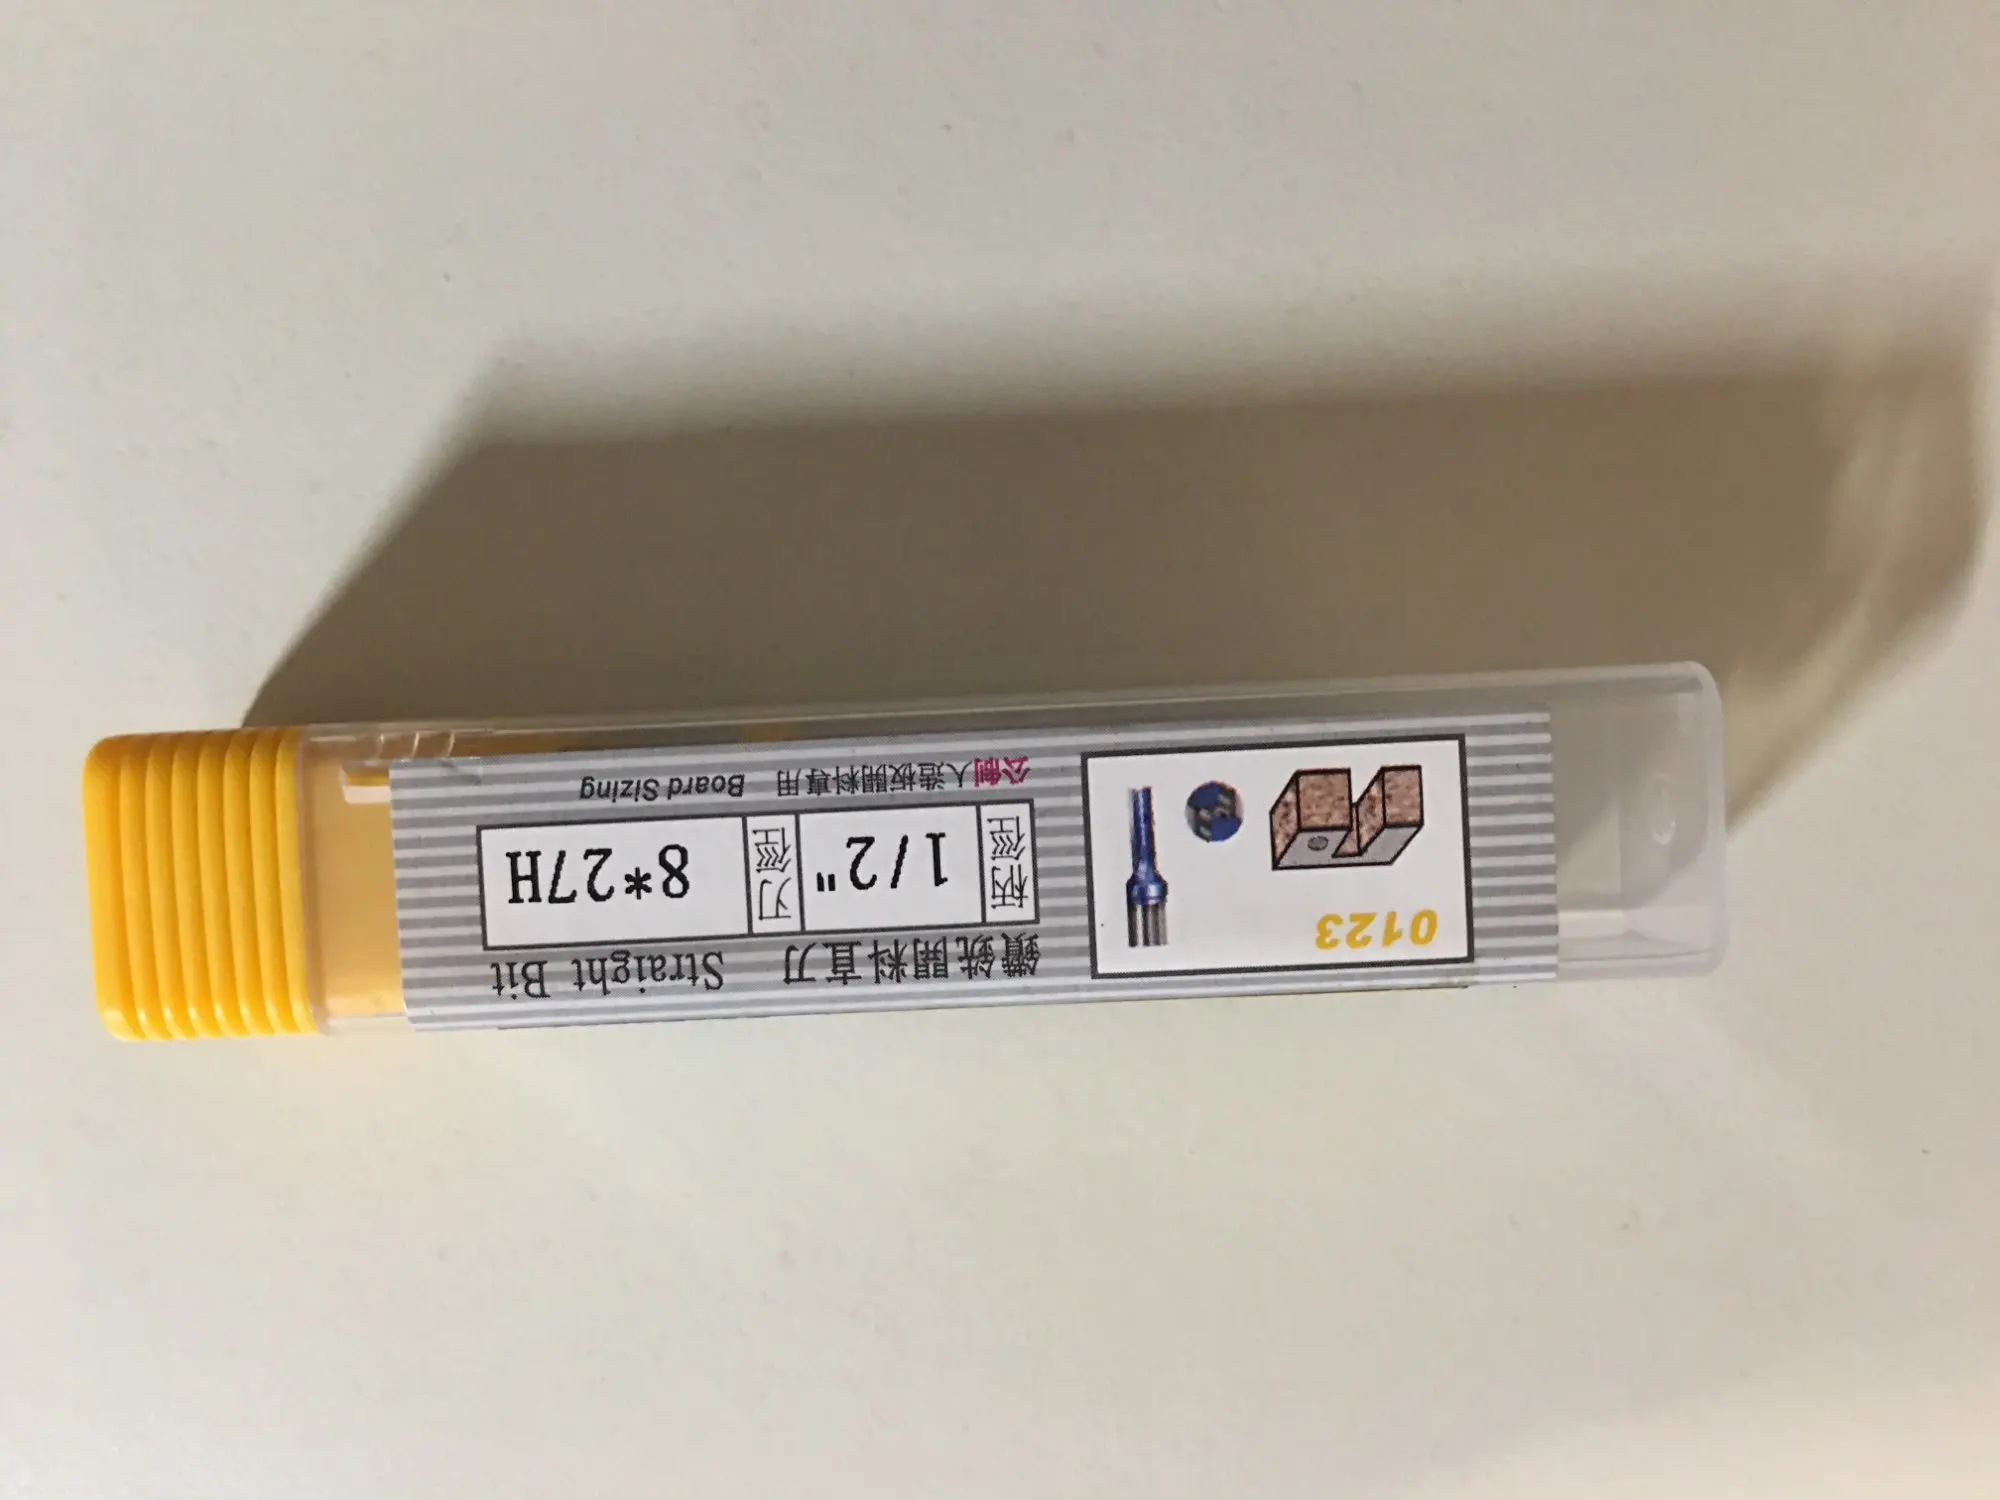 0123
鑽銑開料直刀 Straight Bit
柄徑 1/2" 刃徑 8*27H
公制人造板開料專用 Board Sizing